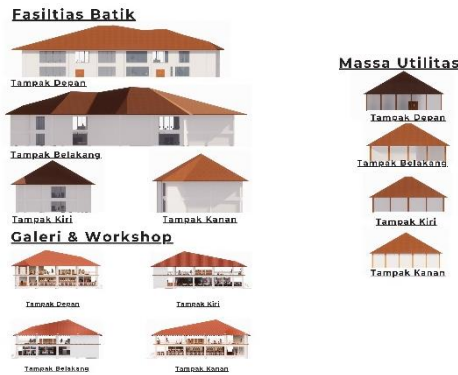 Fasiltias Batik
Tampak Depan
Tampak Belakang
Tampak Kiri
Tampak Kanan
Galeri & Workshop
Tampak Depan
Tampak Kiri
Tampak Belakang
Tampak Kanan
Massa Utilitas
Tampak Depan
Tampak Belakang
Tampak Kiri
Tampak Kanan